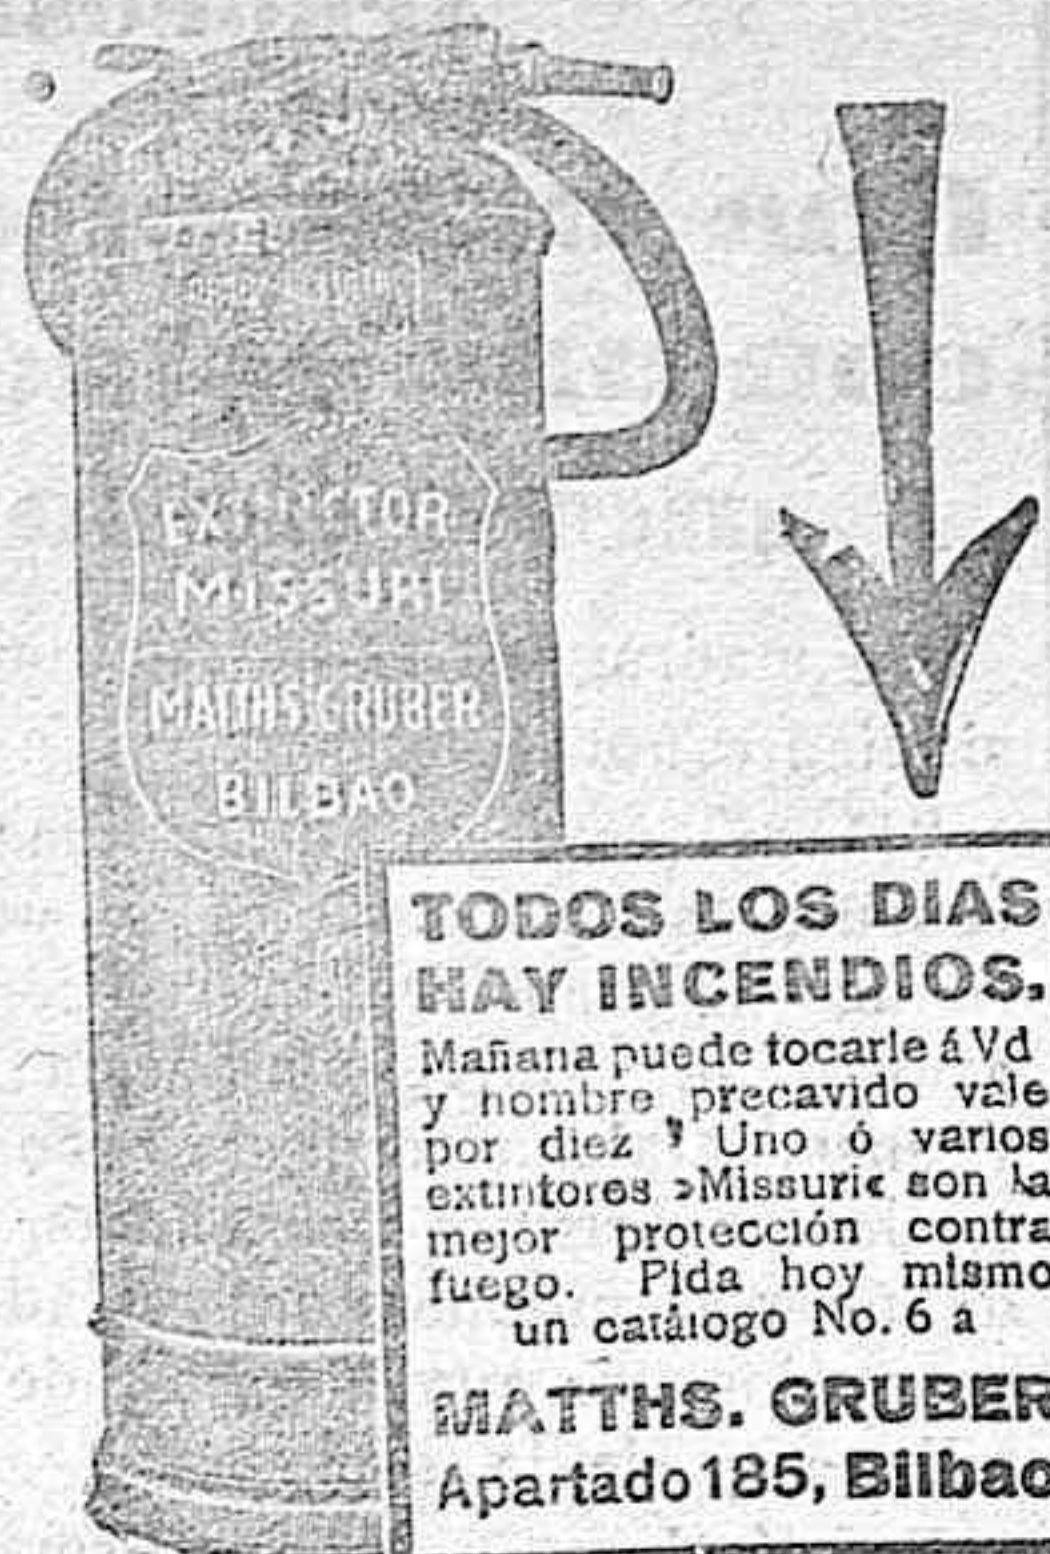 EXTINCTOR
MISSURI
MATTHS. GRUBER
BILBAO
TODOS LOS DIAS
HAY INCENDIOS.
Mañana puede tocarle á Vd
y hombre precavido vale
por diez " Uno ó varios
extintores »Missuri« son la
mejor protección contra
fuego. Pida hoy mismo
un catálogo No. 6 a
MATTHS. GRUBER
Apartado 185, Bilbao